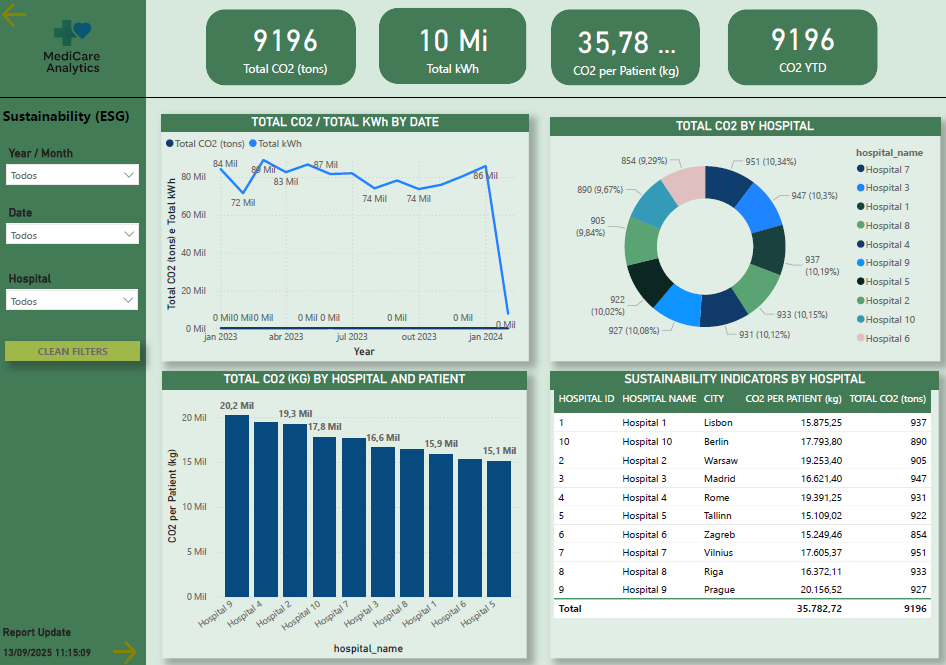 MediCare
Analytics
9196
Total CO2 (tons)
10 Mi
Total kWh
35,78 ...
CO2 per Patient (kg)
9196
CO2 YTD
Sustainability (ESG)
Year / Month
Todos
Date
Todos
Hospital
Todos
CLEAN FILTERS
Report Update
13/09/2025 11:15:09
TOTAL CO2 / TOTAL KWh BY DATE
Total CO2 (tons) Total kWh
Total CO2 (tons) e Total kWh
80 Mil
60 Mil
40 Mil
20 Mil
0 Mil
84 Mil
72 Mil
89 Mil
83 Mil
87 Mil
74 Mil
74 Mil
86 Mil
0 Mil
0 Mil
0 Mil
0 Mil
0 Mil
0 Mil
0 Mil
0 Mil
jan 2023 abr 2023 jul 2023 out 2023 jan 2024
Year
TOTAL CO2 BY HOSPITAL
951 (10,34%)
947 (10,3%)
937
(10,19%)
933 (10,15%)
931 (10,12%)
927 (10,08%)
922
(10,02%)
905
(9,84%)
890 (9,67%)
854 (9,29%)
hospital_name
Hospital 7
Hospital 3
Hospital 1
Hospital 8
Hospital 4
Hospital 9
Hospital 5
Hospital 2
Hospital 10
Hospital 6
TOTAL CO2 (KG) BY HOSPITAL AND PATIENT
CO2 per Patient (kg)
20 Mil
15 Mil
10 Mil
5 Mil
0 Mil
20,2 Mil
19,3 Mil
17,8 Mil
16,6 Mil
15,9 Mil
15,1 Mil
Hospital 9
Hospital 4
Hospital 2
Hospital 10
Hospital 7
Hospital 3
Hospital 8
Hospital 1
Hospital 6
Hospital 5
hospital_name
SUSTAINABILITY INDICATORS BY HOSPITAL
HOSPITAL ID HOSPITAL NAME CITY CO2 PER PATIENT (kg) TOTAL CO2 (tons)
1 Hospital 1 Lisbon 15.875,25 937
10 Hospital 10 Berlin 17.793,80 890
2 Hospital 2 Warsaw 19.253,40 905
3 Hospital 3 Madrid 16.621,40 947
4 Hospital 4 Rome 19.391,25 931
5 Hospital 5 Tallinn 15.109,02 922
6 Hospital 6 Zagreb 15.249,46 854
7 Hospital 7 Vilnius 17.605,37 951
8 Hospital 8 Riga 16.372,11 933
9 Hospital 9 Prague 20.156,52 927
Total 35.782,72 9196